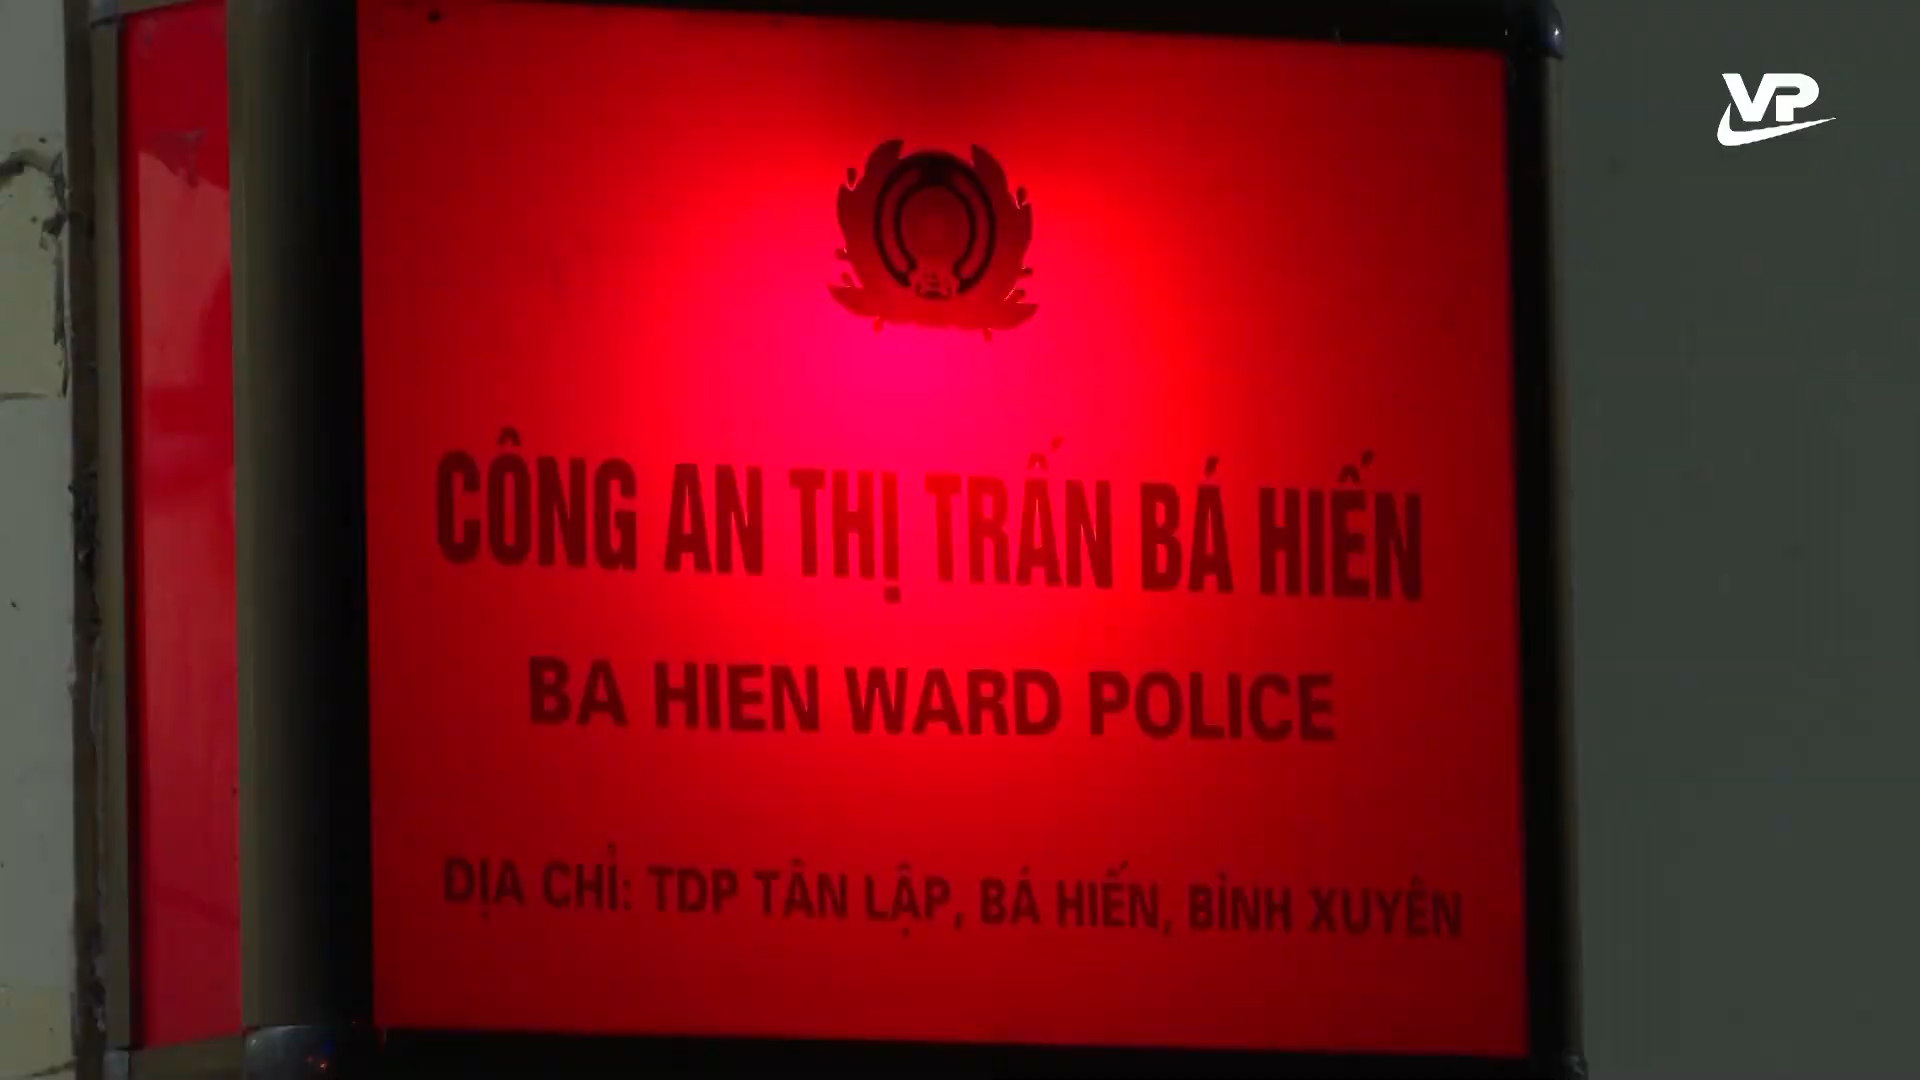 VP
CÔNG AN THỊ TRẤN BÁ HIẾN
BA HIEN WARD POLICE
ĐỊA CHỈ: TDP TÂN LẬP, BÁ HIẾN, BÌNH XUYÊN